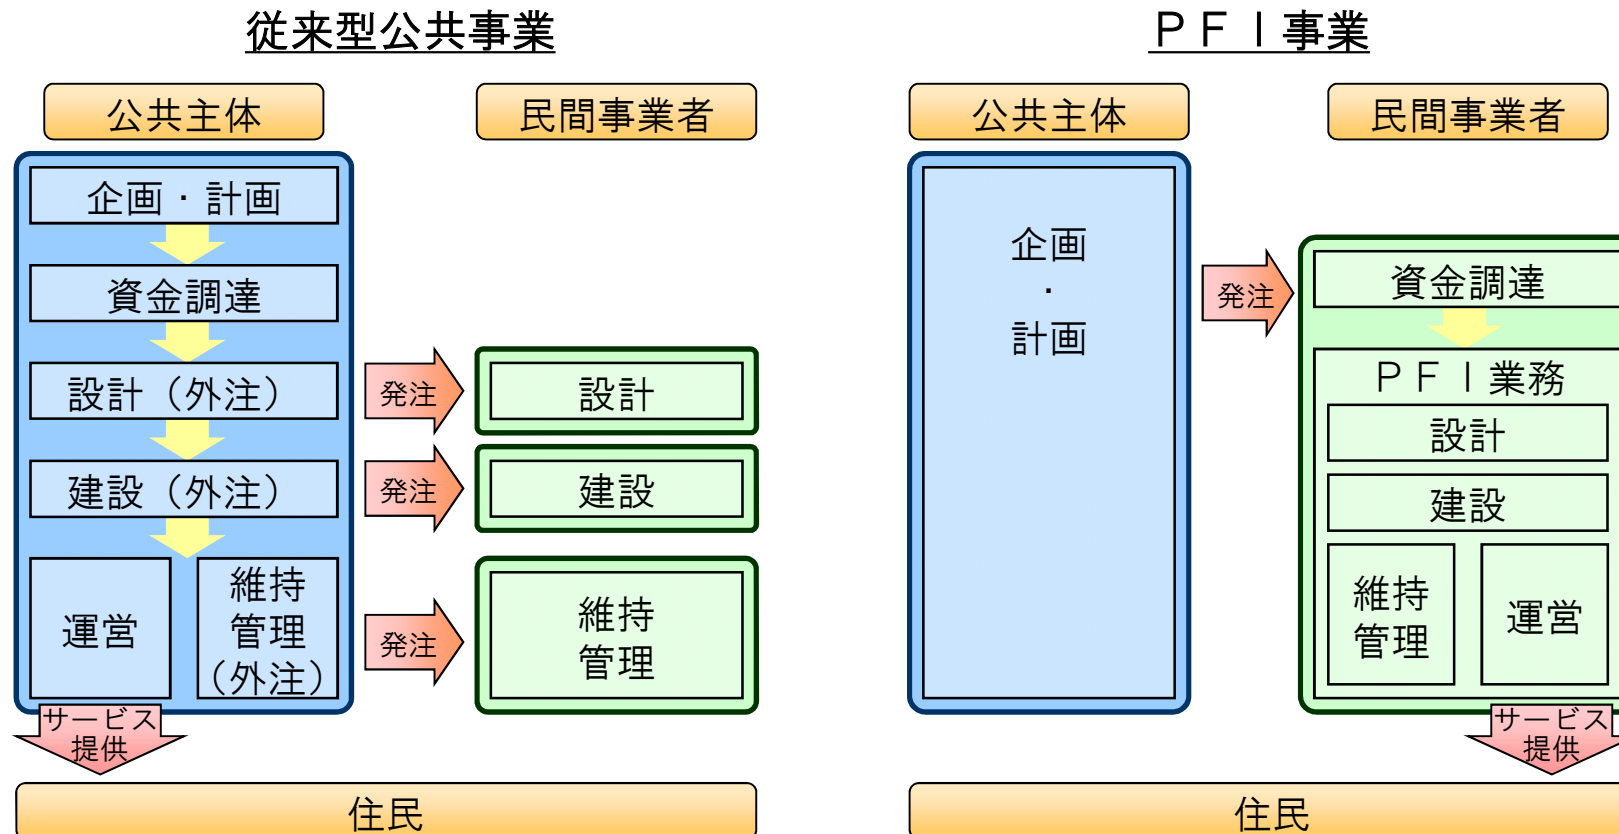 従来型公共事業
公共主体
民間事業者
企画・計画
資金調達
設計（外注）
発注
設計
建設（外注）
発注
建設
運営
維持
管理
（外注）
発注
維持
管理
サービス
提供
住民
ＰＦＩ事業
公共主体
民間事業者
企画
・
計画
発注
資金調達
ＰＦＩ業務
設計
建設
維持
管理
運営
サービス
提供
住民